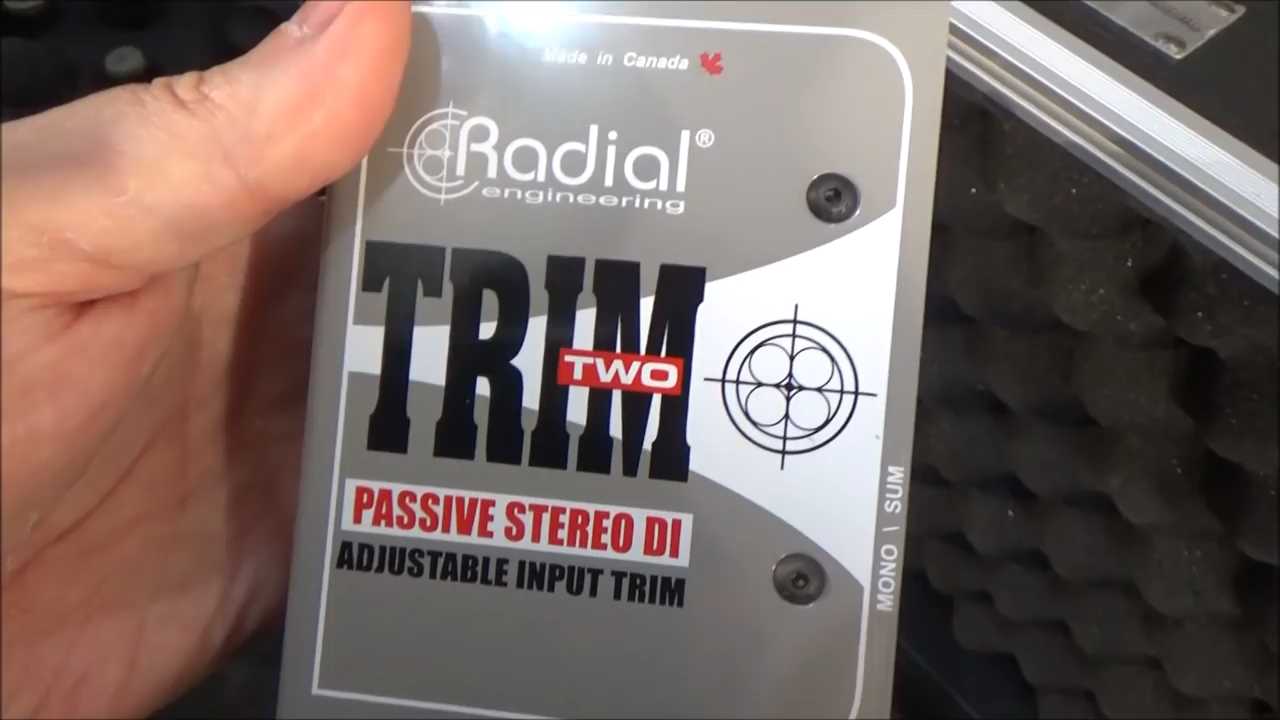 Made in Canada
Radial®
engineering
TRIM
TWO
PASSIVE STEREO DI
ADJUSTABLE INPUT TRIM
MONO \ SUM